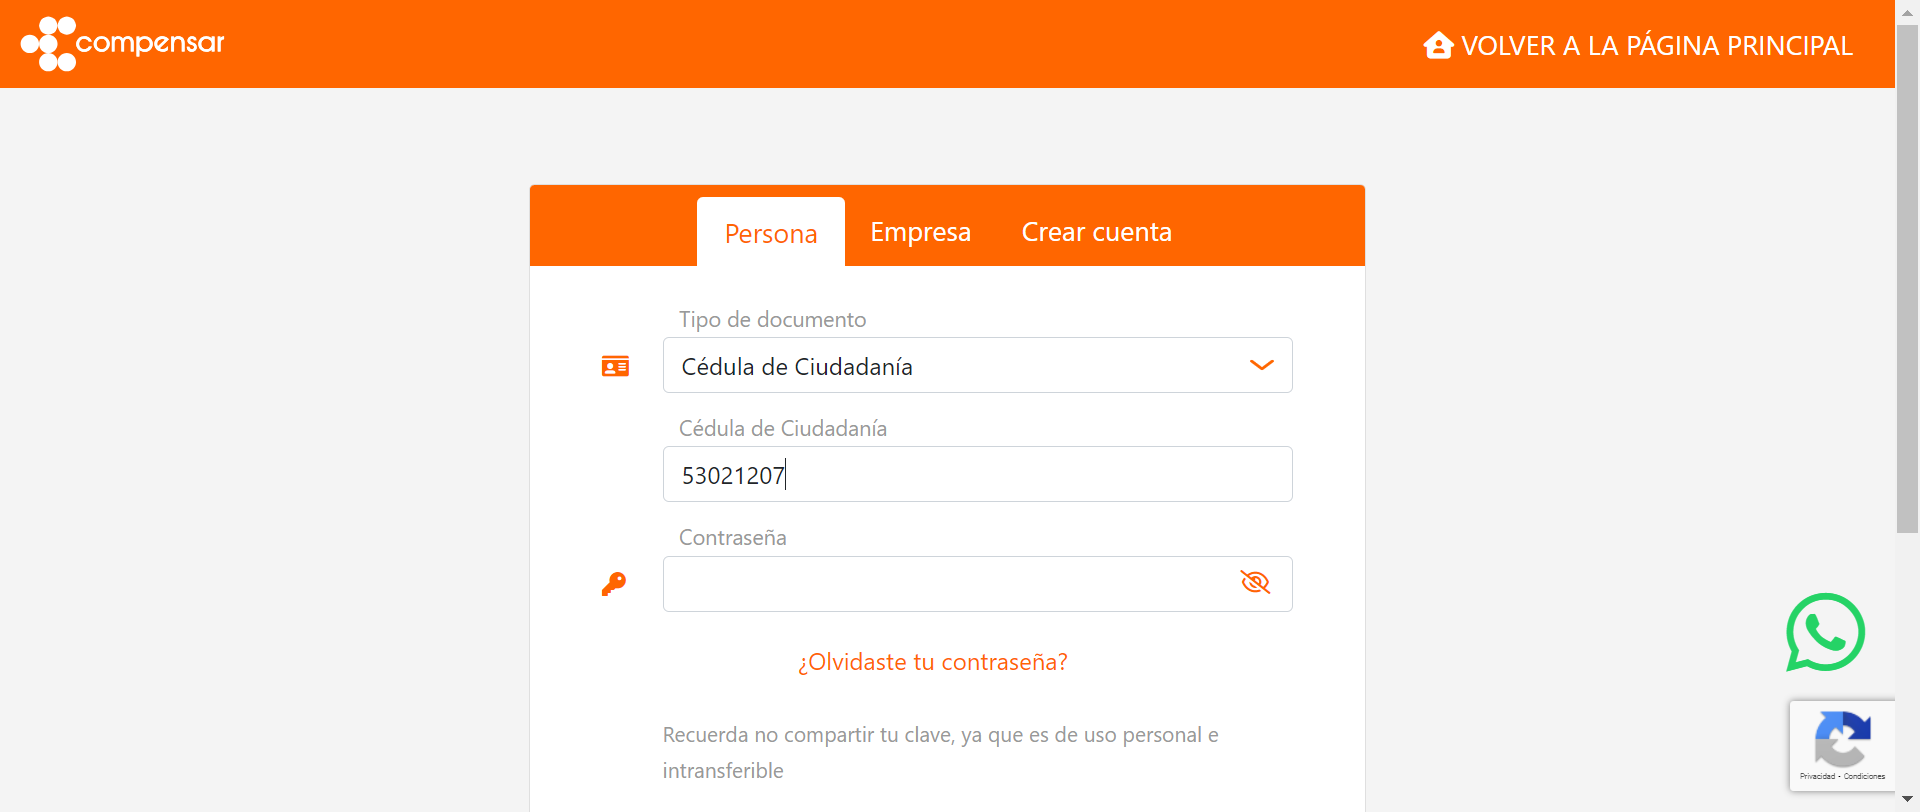 compensar
VOLVER A LA PÁGINA PRINCIPAL
Persona
Empresa
Crear cuenta
Tipo de documento
Cédula de Ciudadanía
Cédula de Ciudadanía
53021207
Contraseña
¿Olvidaste tu contraseña?
Recuerda no compartir tu clave, ya que es de uso personal e
intransferible
Privacidad - Condiciones